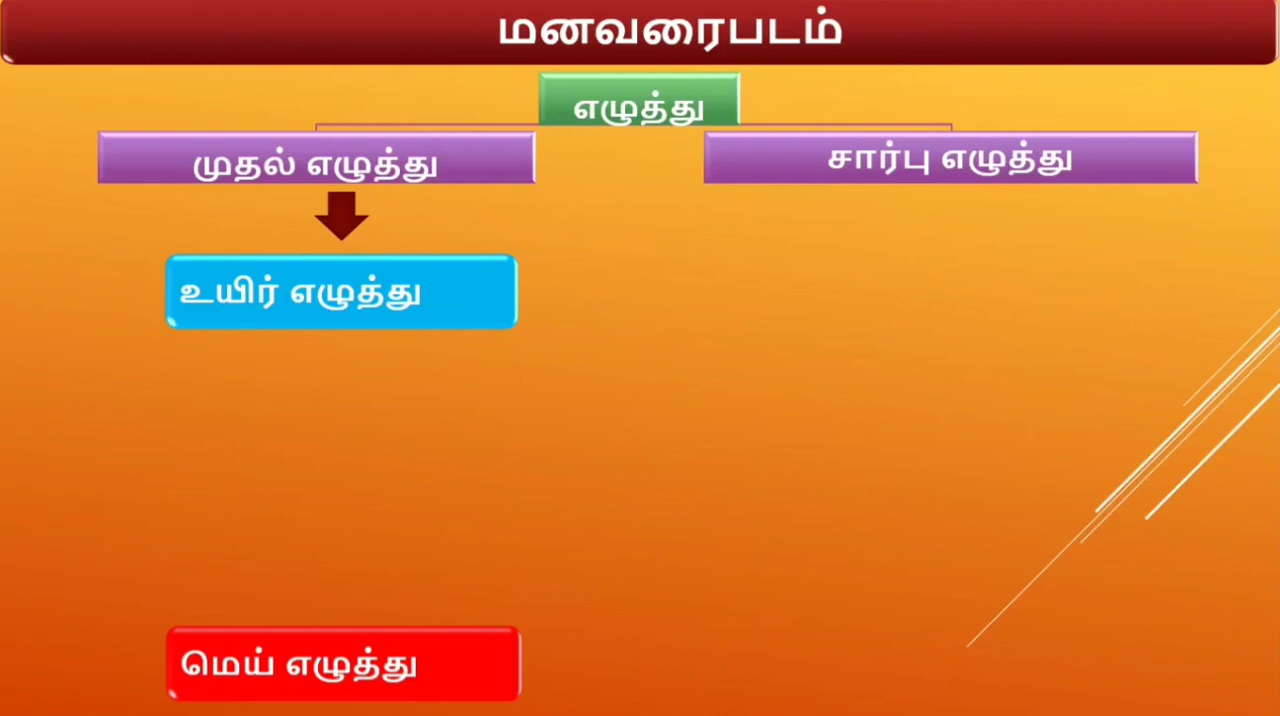 மனவரைபடம்
எழுத்து
முதல் எழுத்து
சார்பு எழுத்து
உயிர் எழுத்து
மெய் எழுத்து